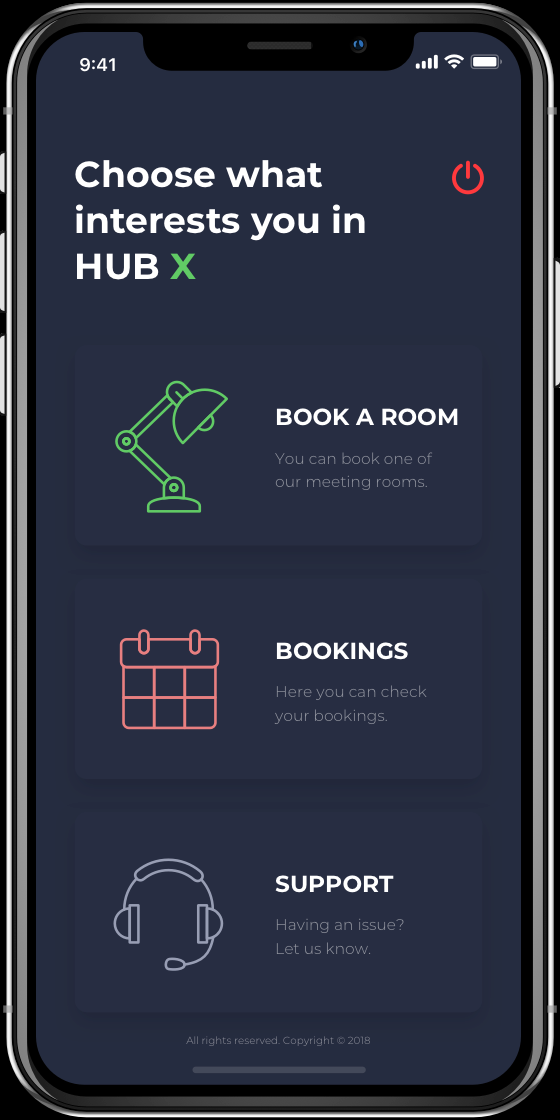 9:41
Choose what
interests you in
HUB X
BOOK A ROOM
You can book one of
our meeting rooms.
BOOKINGS
Here you can check
your bookings.
SUPPORT
Having an issue?
Let us know.
All rights reserved. Copyright © 2018